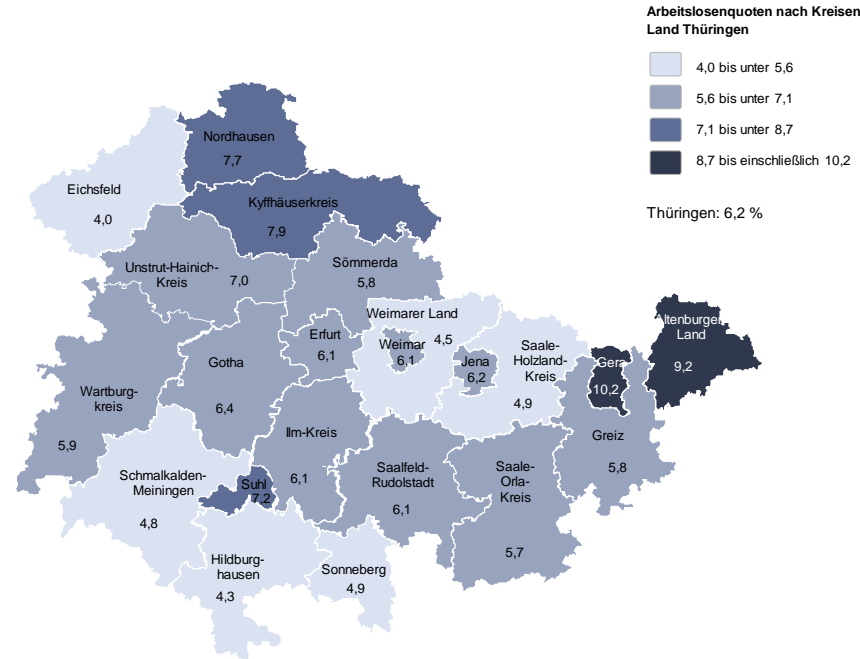 Arbeitslosenquoten nach Kreisen
Land Thüringen
4,0 bis unter 5,6
5,6 bis unter 7,1
7,1 bis unter 8,7
8,7 bis einschließlich 10,2
Thüringen: 6,2 %
Nordhausen
7,7
Eichsfeld
4,0
Kyffhäuserkreis
7,9
Unstrut-Hainich-
Kreis
7,0
Sömmerda
5,8
Weimarer Land
4,5
Weimar
6,1
Erfurt
6,1
Gotha
6,4
Wartburg-
kreis
5,9
Jena
6,2
Saale-
Holzland-
Kreis
4,9
Gera
10,2
Altenburger
Land
9,2
Greiz
5,8
Ilm-Kreis
6,1
Saalfeld-
Rudolstadt
6,1
Saale-
Orla-
Kreis
5,7
Schmalkalden-
Meiningen
4,8
Suhl
7,2
Hildburg-
hausen
4,3
Sonneberg
4,9